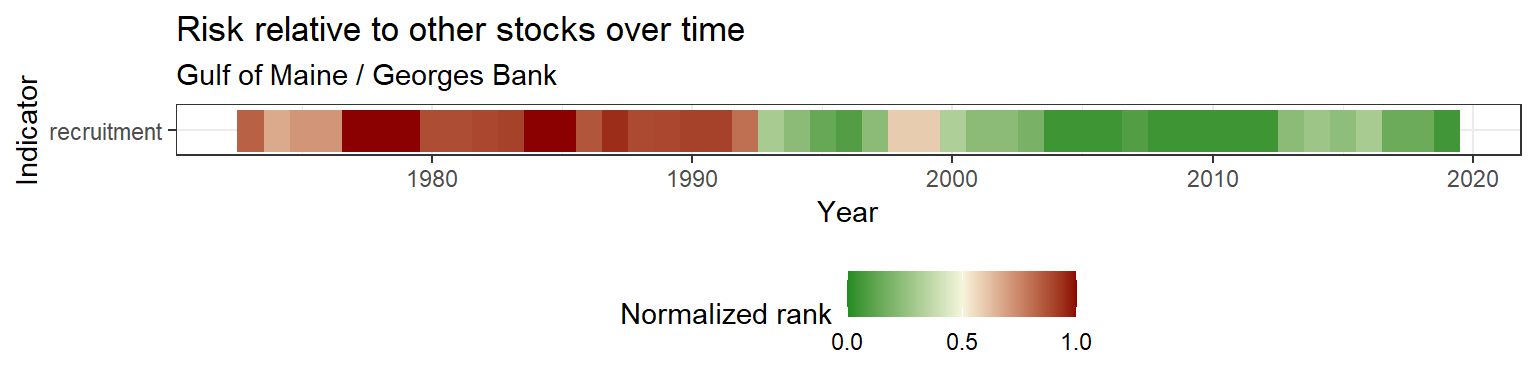 Risk relative to other stocks over time
Gulf of Maine / Georges Bank
Indicator
recruitment
1980 1990 2000 2010 2020
Year
Normalized rank
0.0 0.5 1.0